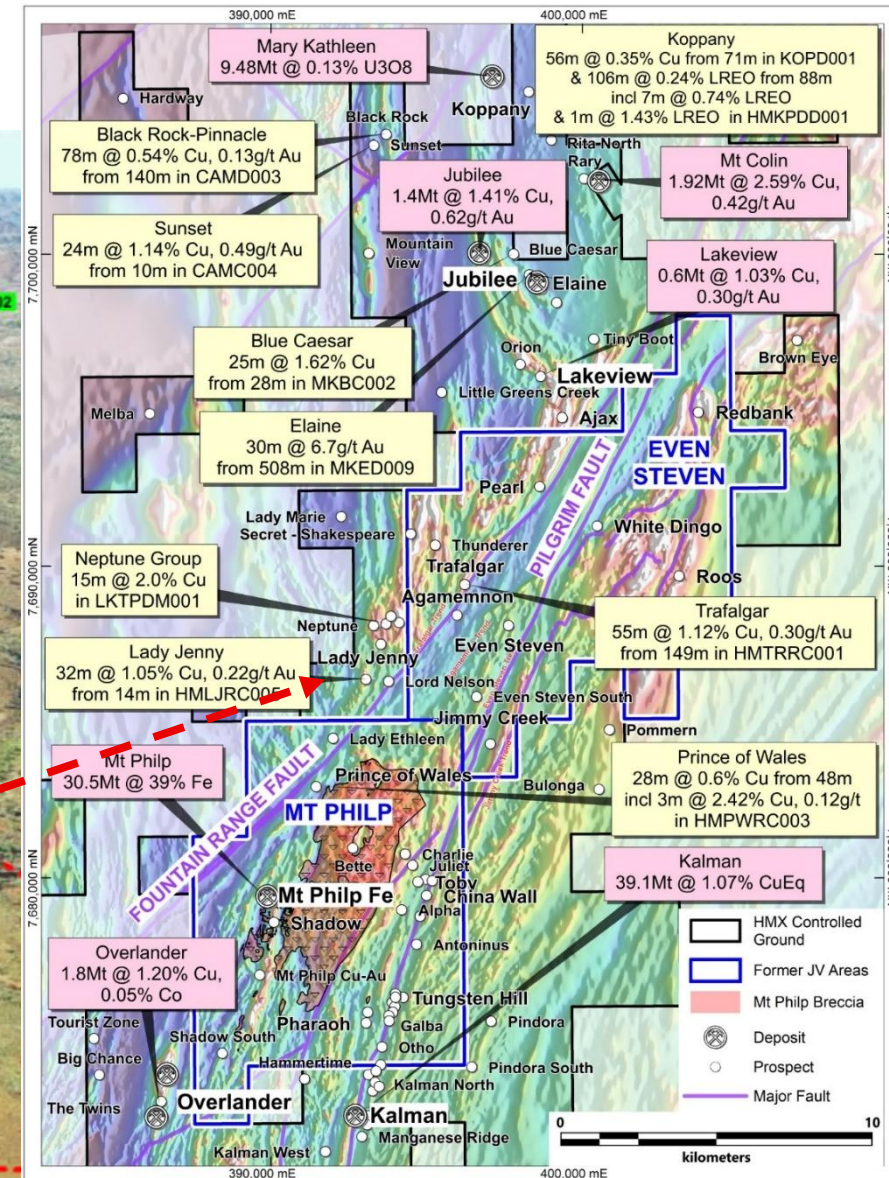 390,000 mE
400,000 mE
Mary Kathleen
9.48Mt @ 0.13% U3O8
Koppany
56m @ 0.35% Cu from 71m in KOPD001
& 106m @ 0.24% LREO from 88m
incl 7m @ 0.74% LREO
& 1m @ 1.43% LREO in HMKPDD001
Hardway
Koppany
Black Rock
Sunset
Rita-North
Rary
Black Rock-Pinnacle
78m @ 0.54% Cu, 0.13g/t Au
from 140m in CAMD003
Jubilee
1.4Mt @ 1.41% Cu,
0.62g/t Au
Mt Colin
1.92Mt @ 2.59% Cu,
0.42g/t Au
Sunset
24m @ 1.14% Cu, 0.49g/t Au
from 10m in CAMC004
Mountain
View
Blue Caesar
Jubilee
Elaine
Lakeview
0.6Mt @ 1.03% Cu,
0.30g/t Au
7,700,000 mN
Blue Caesar
25m @ 1.62% Cu
from 28m in MKBC002
Orion
Tiny Boot
Brown Eye
Lakeview
Little Greens Creek
Melba
Ajax
Redbank
Elaine
30m @ 6.7g/t Au
from 508m in MKED009
EVEN
STEVEN
Pearl
PILGRIM FAULT
Lady Marie
Secret - Shakespeare
White Dingo
Thunderer
Trafalgar
Roos
7,690,000 mN
Neptune Group
15m @ 2.0% Cu
in LKTPDM001
Agamemnon
Neptune
Even Steven
Trafalgar
55m @ 1.12% Cu, 0.30g/t Au
from 149m in HMTRRC001
Lady Jenny
32m @ 1.05% Cu, 0.22g/t Au
from 14m in HMLJRC005
Lady Jenny
Lord Nelson
Even Steven South
Jimmy Creek
Pommern
Lady Ethleen
Mt Philp
30.5Mt @ 39% Fe
FOUNTAIN RANGE FAULT
Prince of Wales
Bulonga
MT PHILP
Prince of Wales
28m @ 0.6% Cu from 48m
incl 3m @ 2.42% Cu, 0.12g/t
in HMPWRC003
Bette
Charlie
Juliet
Toby
7,680,000 mN
Mt Philp Fe
China Wall
Kalman
39.1Mt @ 1.07% CuEq
Shadow
Alpha
Antoninus
Overlander
1.8Mt @ 1.20% Cu,
0.05% Co
Mt Philp Cu-Au
Tungsten Hill
Tourist Zone
Pharaoh
Galba
Pindora
Big Chance
Shadow South
Otho
Hammertime
Pindora South
The Twins
Kalman North
Overlander
Kalman
Manganese Ridge
Kalman West
HMX Controlled
Ground
Former JV Areas
Mt Philp Breccia
Deposit
Prospect
Major Fault
0
10
kilometers
390,000 mE
400,000 mE